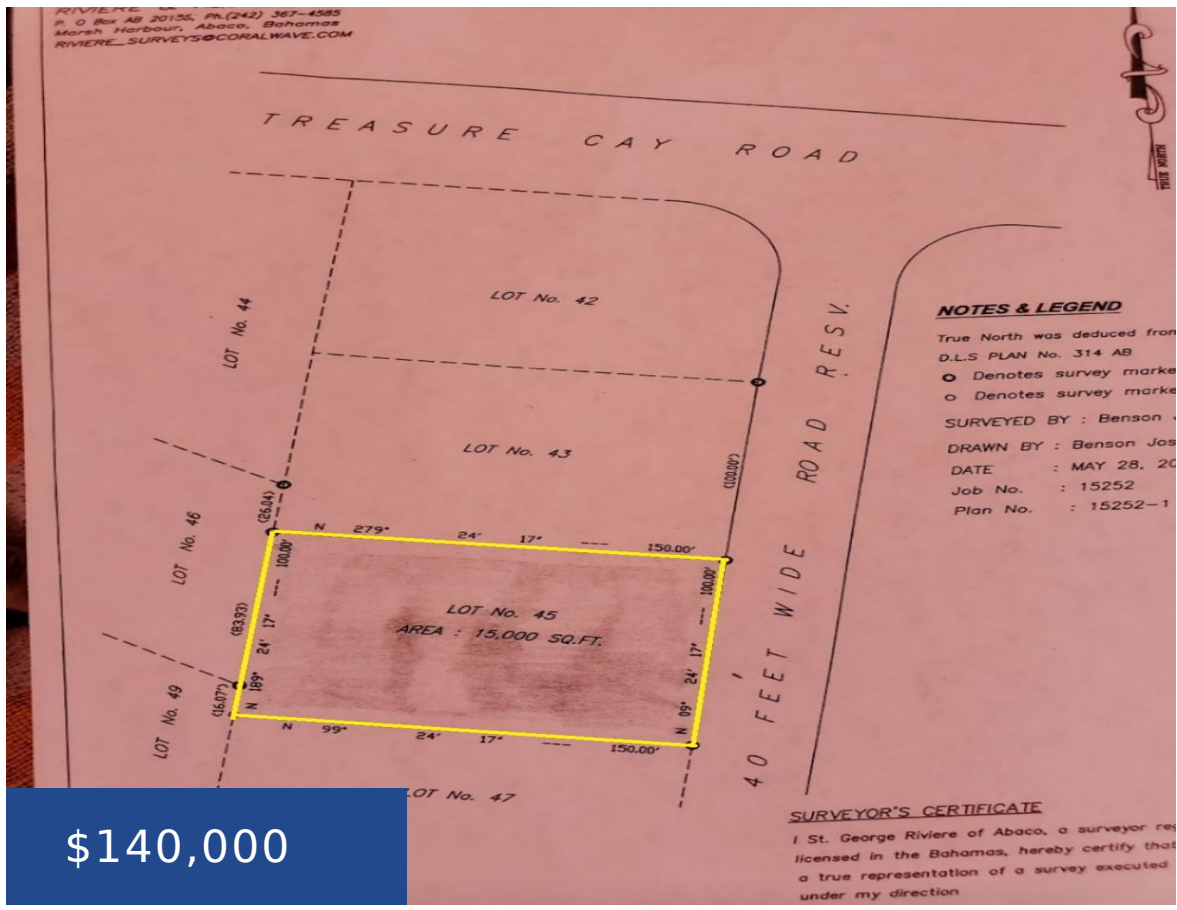 P. O Box AB 20135, Ph.(242) 367-4585
Marsh Harbour, Abaco, Bahamas
RIVIERE_SURVEYS@CORALWAVE.COM
TRUE NORTH
TREASURE CAY ROAD
LOT No. 42
LOT No. 44
LOT No. 43
40 FEET WIDE ROAD RESV.
(100.00')
(26.04)
LOT No. 46
N 279° 24' 17" --- 150.00'
N 189° 24' 17" --- 100.00'
LOT No. 45
AREA : 15,000 SQ.FT.
N 09° 24' 17" --- 100.00'
(83.93)
(16.07')
LOT No. 49
N 99° 24' 17" --- 150.00'
LOT No. 47
NOTES & LEGEND
True North was deduced from
D.L.S PLAN No. 314 AB
Denotes survey marke
Denotes survey marke
SURVEYED BY : Benson
DRAWN BY : Benson Jos
DATE : MAY 28, 20
Job No. : 15252
Plan No. : 15252-1
SURVEYOR'S CERTIFICATE
I St. George Riviere of Abaco, a surveyor reg
licensed in the Bahamas, hereby certify that
a true representation of a survey executed
under my direction
$140,000